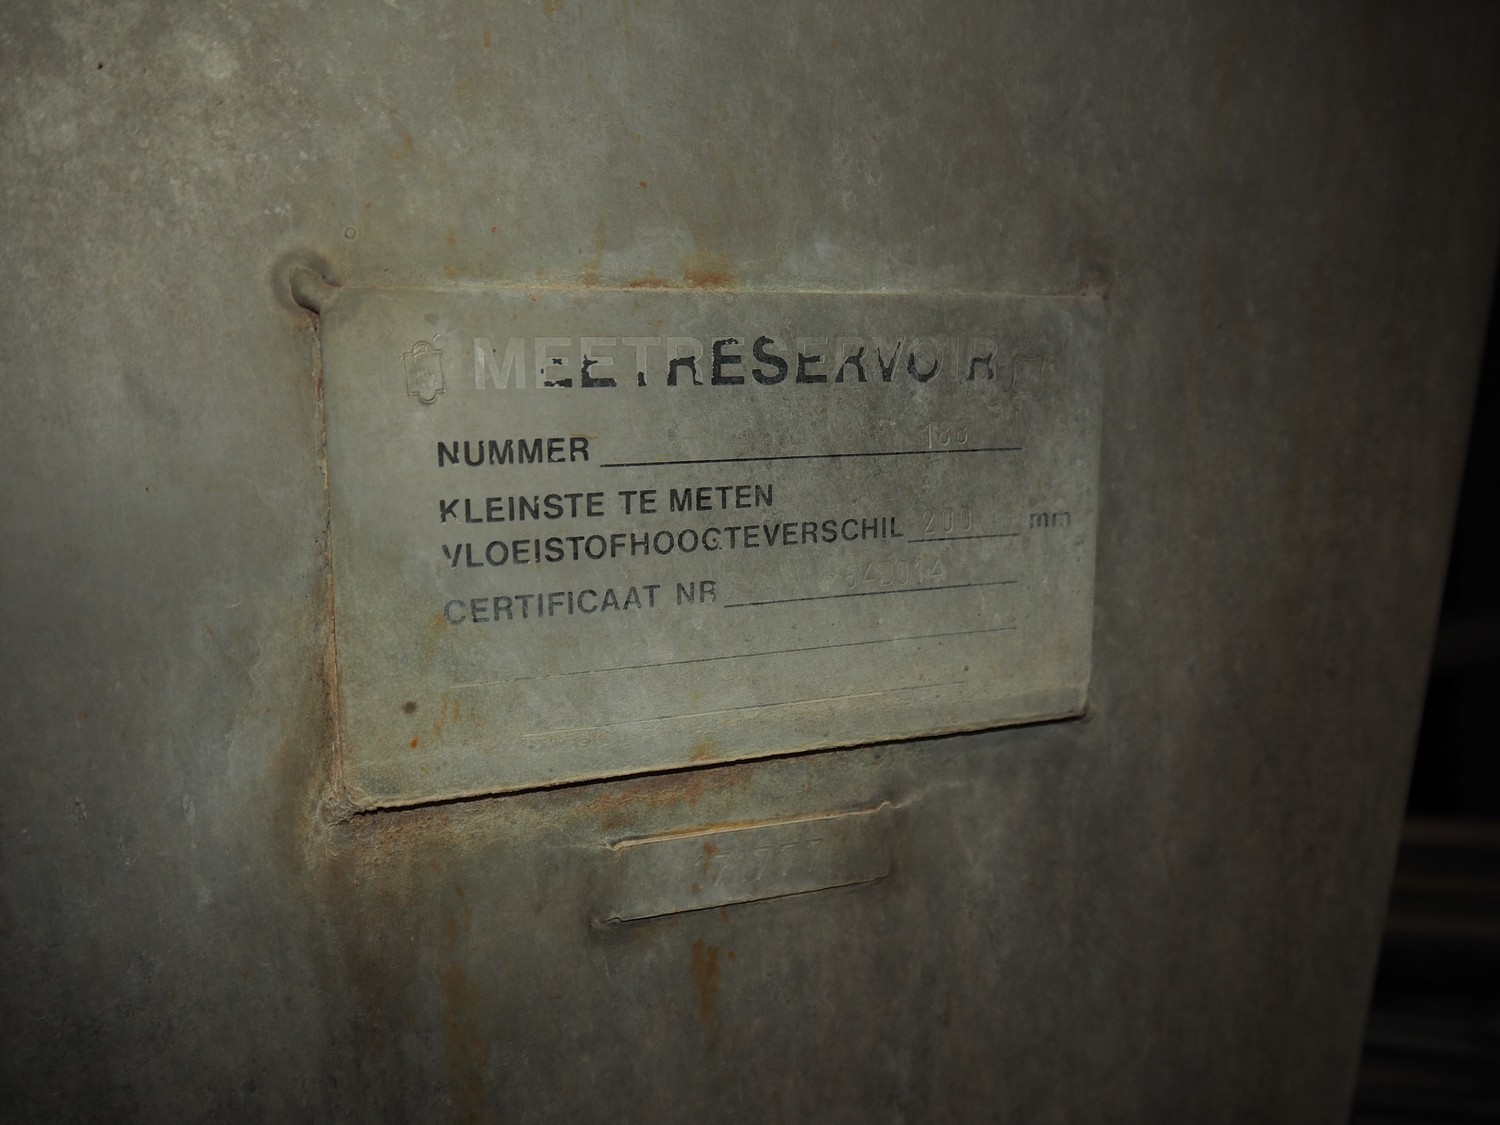 MEETRESERVOIR
NUMMER
KLEINSTE TE METEN
VLOEISTOFHOOGTEVERSCHIL 200 mm
CERTIFICAAT NR